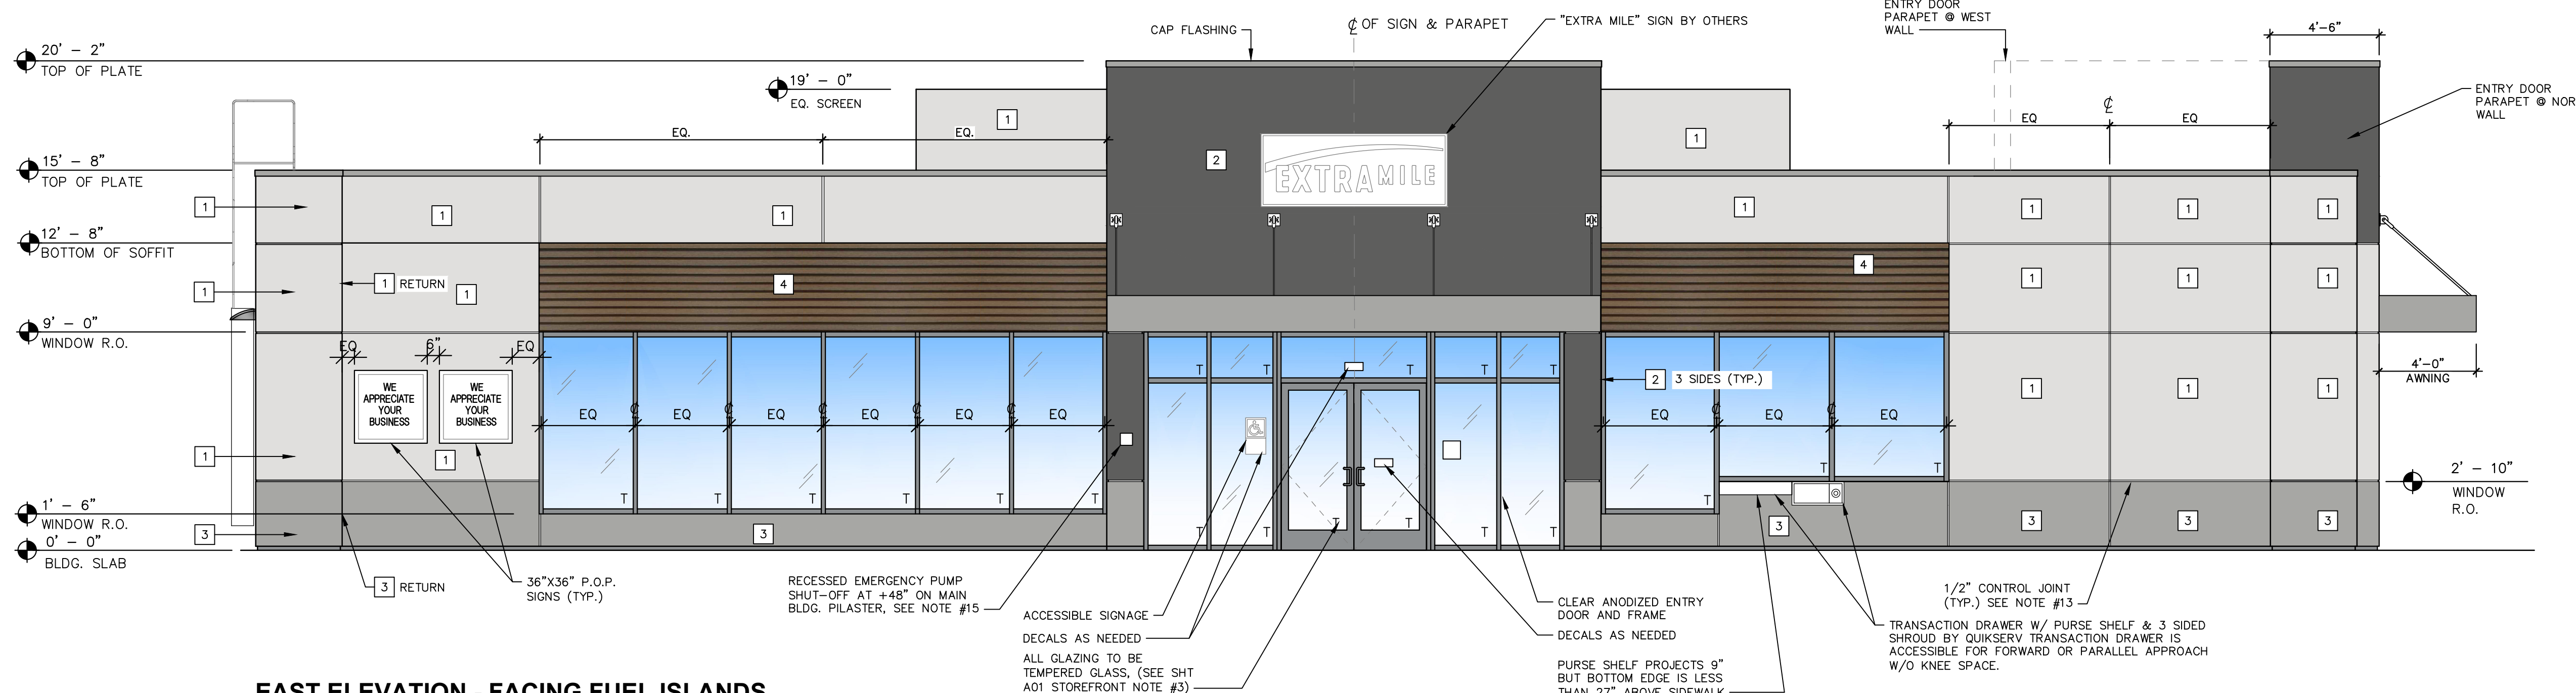 20' - 2"
TOP OF PLATE
19' - 0"
EQ. SCREEN
15' - 8"
TOP OF PLATE
12' - 8"
BOTTOM OF SOFFIT
9' - 0"
WINDOW R.O.
1' - 6"
WINDOW R.O.
0' - 0"
BLDG. SLAB
CAP FLASHING
℄ OF SIGN & PARAPET
"EXTRA MILE" SIGN BY OTHERS
ENTRY DOOR
PARAPET @ WEST
WALL
4'-6"
ENTRY DOOR
PARAPET @ NOR
WALL
EQ.
EQ.
EQ
℄
EQ
1
1
2
EXTRAMILE
1
1
1
1
1
1
1
1
1 RETURN
1
4
4
1
1
1
EQ
6"
EQ
WE
APPRECIATE
YOUR
BUSINESS
WE
APPRECIATE
YOUR
BUSINESS
EQ
℄
EQ
℄
EQ
℄
EQ
℄
EQ
℄
EQ
T
T
T
T
T
T
2 3 SIDES (TYP.)
EQ
℄
EQ
℄
EQ
1
1
1
4'-0"
AWNING
1
1
T
T
T
T
T
T
T
T
T
T
T
T
T
T
2' - 10"
WINDOW
R.O.
3
3
3
3
3
3
3 RETURN
36"X36" P.O.P.
SIGNS (TYP.)
RECESSED EMERGENCY PUMP
SHUT-OFF AT +48" ON MAIN
BLDG. PILASTER, SEE NOTE #15
ACCESSIBLE SIGNAGE
DECALS AS NEEDED
ALL GLAZING TO BE
TEMPERED GLASS, (SEE SHT
A01 STOREFRONT NOTE #3)
CLEAR ANODIZED ENTRY
DOOR AND FRAME
DECALS AS NEEDED
PURSE SHELF PROJECTS 9"
BUT BOTTOM EDGE IS LESS
THAN 27" ABOVE SIDEWALK
1/2" CONTROL JOINT
(TYP.) SEE NOTE #13
TRANSACTION DRAWER W/ PURSE SHELF & 3 SIDED
SHROUD BY QUIKSERV TRANSACTION DRAWER IS
ACCESSIBLE FOR FORWARD OR PARALLEL APPROACH
W/O KNEE SPACE.
EAST ELEVATION - FACING FUEL ISLANDS